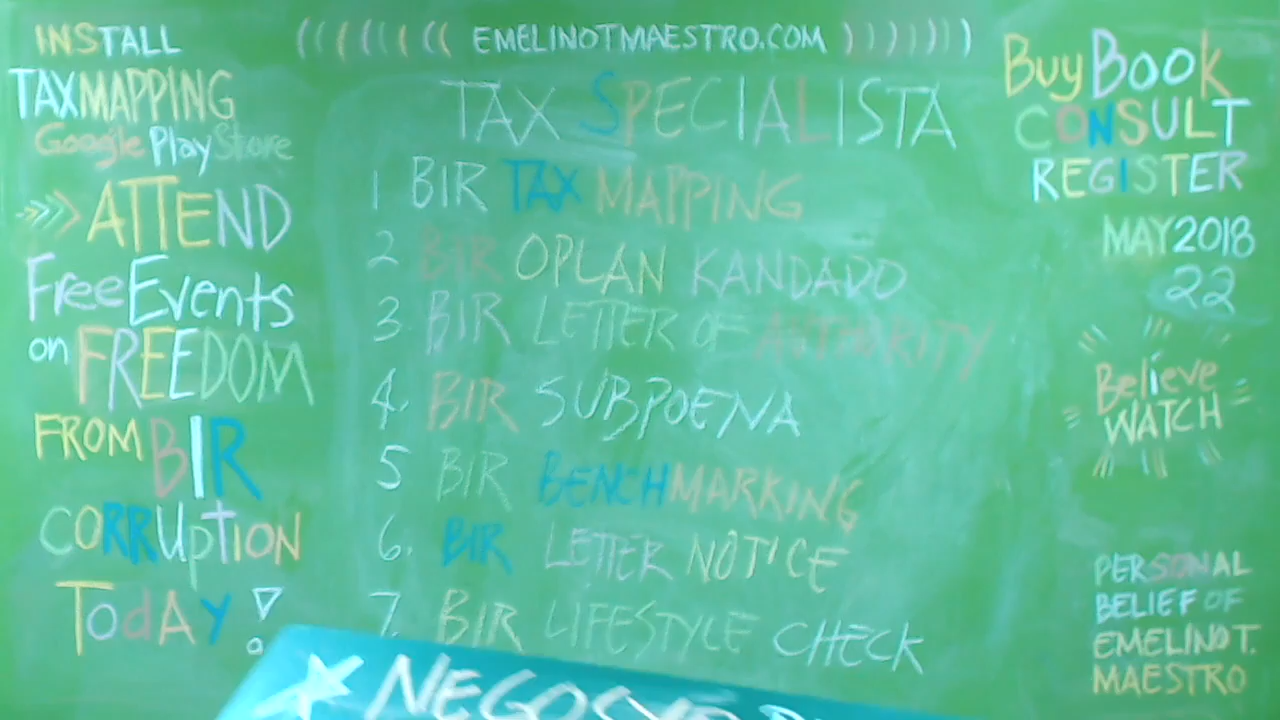 INSTALL
TAXMAPPING
Google Play Store
>>> ATTEND
Free Events
on FREEDOM
FROM BIR
CORRUPTION
TODAY!
((((((( EMELINOTMAESTRO.COM )))))))
TAX SPECIALISTA
1 BIR TAX MAPPING
2 BIR OPLAN KANDADO
3. BIR LETTER OF AUTHORITY
4. BIR SUBPOENA
5 BIR BENCHMARKING
6. BIR LETTER NOTICE
7. BIR LIFESTYLE CHECK
Buy Book
CONSULT
REGISTER
MAY 2018
22
Believe
WATCH
PERSONAL
BELIEF OF
EMELINO T.
MAESTRO